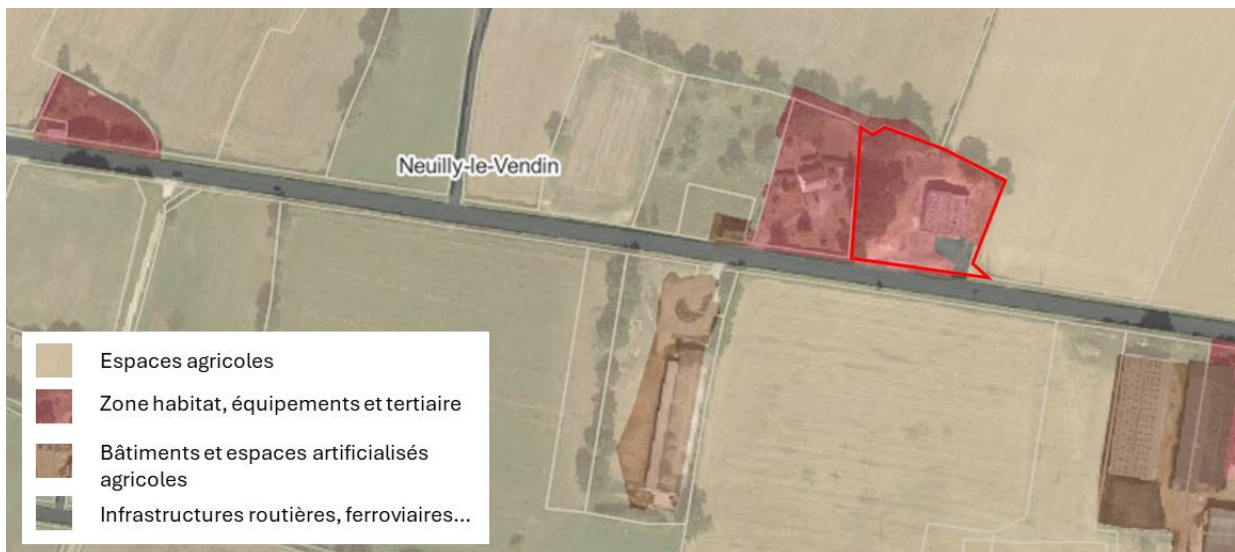 Neuilly-le-Vendin
Espaces agricoles
Zone habitat, équipements et tertiaire
Bâtiments et espaces artificialisés
agricoles
Infrastructures routières, ferroviaires...